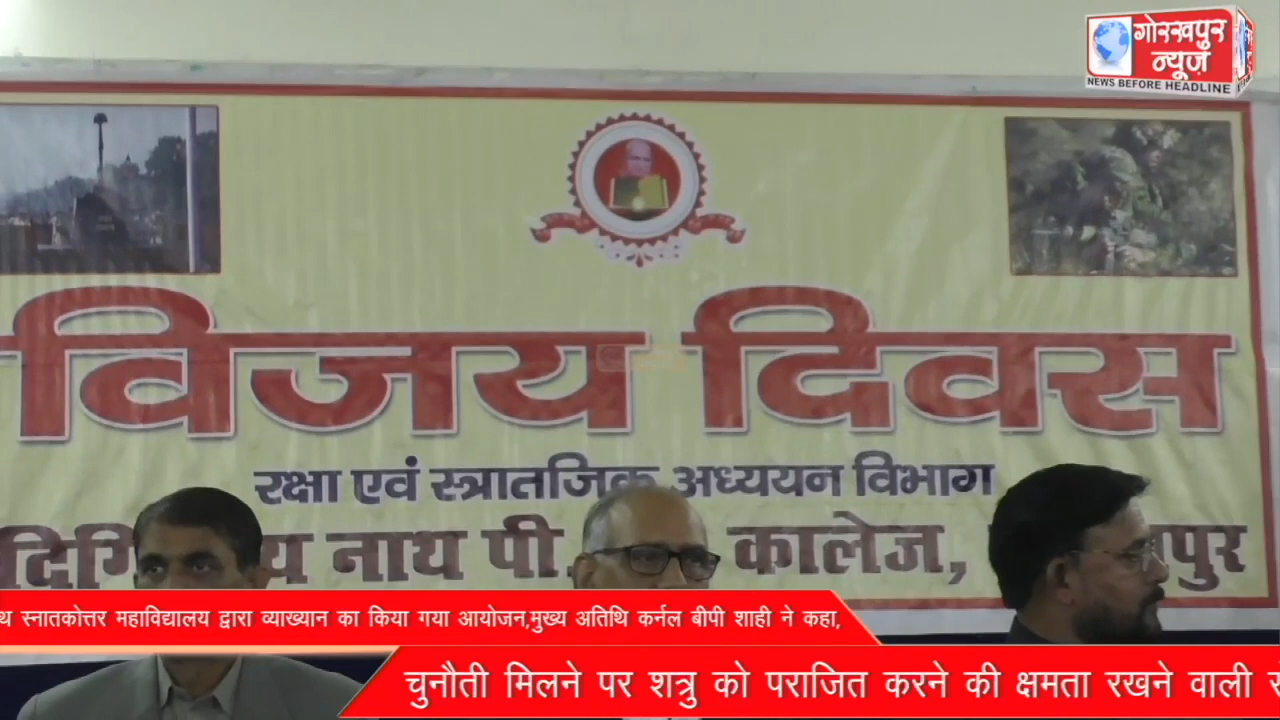 गोरखपुर
न्यूज़
NEWS BEFORE HEADLINE
विजय दिवस
रक्षा एवं स्त्रातजिक अध्ययन विभाग
नाथ पी. कालेज,
स्नातकोत्तर महाविद्यालय द्वारा व्याख्यान का किया गया आयोजन,मुख्य अतिथि कर्नल बीपी शाही ने कहा,
चुनौती मिलने पर शत्रु को पराजित करने की क्षमता रखने वाली